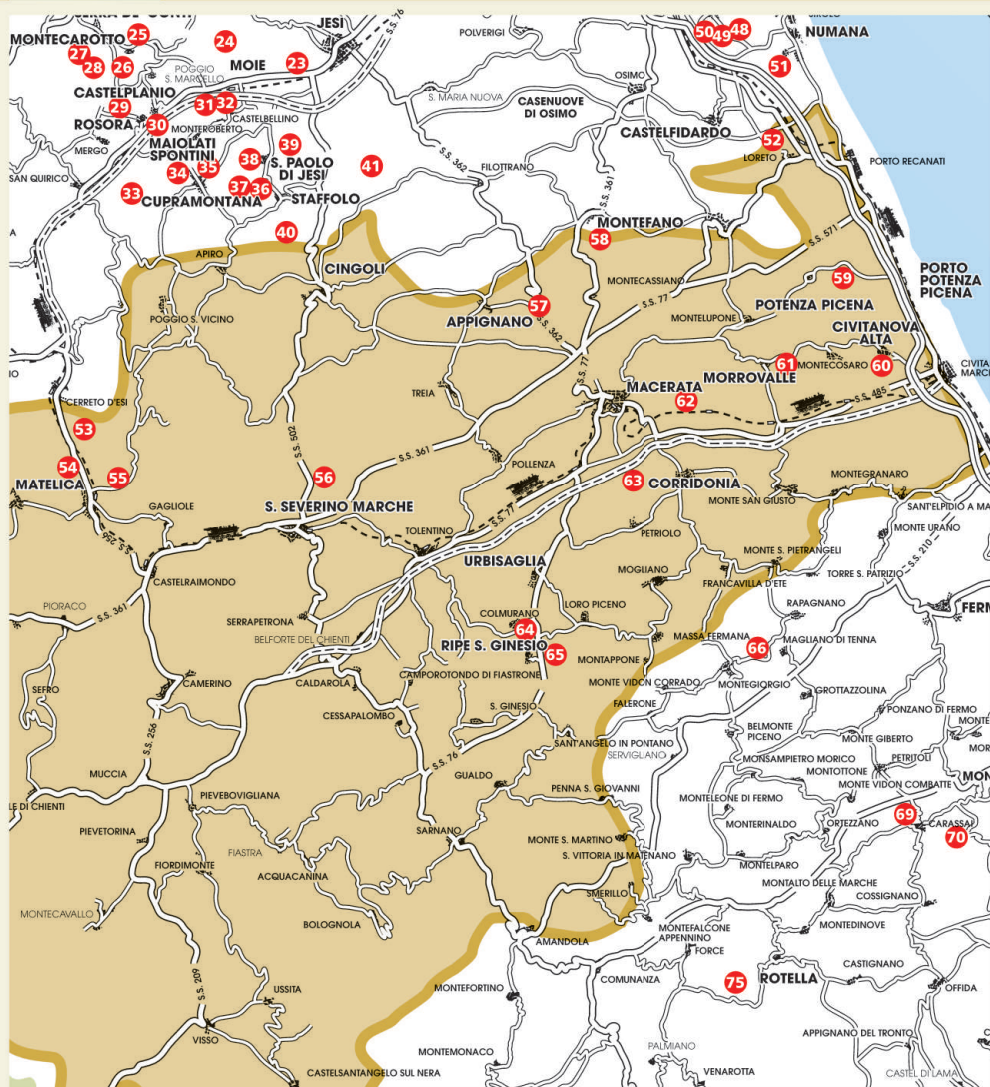 JESI
S.S. 76
POLVERIGI
50
49
48
NUMANA
MONTECAROTTO
25
24
27
28
26
POGGIO
S. MARCELLO
MOIE
23
51
OSIMO
S. MARIA NUOVA
CASENUOVE
DI OSIMO
CASTELPLANIO
29
31
32
CASTELBELLINO
ROSORA
30
MONTEROBERTO
CASTELFIDARDO
52
MERGO
MAIOLATI
SPONTINI
39
S.S. 362
LORETO
PORTO RECANATI
SAN QUIRICO
34
35
38
S. PAOLO
DI JESI
41
FILOTTRANO
S.S. 361
33
37
36
CUPRAMONTANA
STAFFOLO
40
MONTEFANO
58
S.S. 571
APIRO
CINGOLI
MONTECASSIANO
59
PORTO
POTENZA
PICENA
S.S. 77
57
POTENZA PICENA
POGGIO S. VICINO
APPIGNANO
S.S. 362
MONTELUPONE
CIVITANOVA
ALTA
61
MONTECOSARO
60
S.S. 77
MORROVALLE
MACERATA
62
S.S. 485
TREIA
CERRETO D'ESI
53
S.S. 502
S.S. 361
54
55
56
POLLENZA
MATELICA
63
CORRIDONIA
MONTEGRANARO
GAGLIOLE
S. SEVERINO MARCHE
S.S. 77
MONTE SAN GIUSTO
SANT'ELPIDIO A
S.S. 256
TOLENTINO
PETRIOLO
MONTE URANO
S.S. 210
MONTE S. PIETRANGELI
URBISAGLIA
MOGLIANO
FRANCAVILLA D'ETE
TORRE S. PATRIZIO
CASTELRAIMONDO
PIORACO
S.S. 361
SERRAPETRONA
COLMURANO
LORO PICENO
RAPAGNANO
BELFORTE DEL CHIENTI
64
RIPE S. GINESIO
65
MASSA FERMANA
66
MAGLIANO DI TENNA
MONTAPPONE
SEFRO
CAMERINO
CALDAROLA
CAMPOROTONDO DI FIASTRONE
MONTE VIDON CORRADO
MONTEGIORGIO
GROTTAZZOLINA
FALERONE
CESSAPALOMBO
S. GINESIO
PONZANO DI FERMO
S.S. 256
SANT'ANGELO IN PONTANO
SERVIGLIANO
BELMONTE
PICENO
MONTE GIBERTO
S.S. 76
MONSAMPIETRO MORICO
PETRITOLI
MONTOTTONE
MUCCIA
GUALDO
MONTE VIDON COMBATTE
PIEVEBOVIGLIANA
PENNA S. GIOVANNI
MONTELEONE DI FERMO
LE DI CHIENTI
69
CARASSAI
MONTERINALDO
ORTEZZANO
70
PIEVETORINA
SARNANO
MONTE S. MARTINO
FIASTRA
S. VITTORIA IN MATENANO
FIORDIMONTE
ACQUACANINA
MONTELPARO
SMERILLO
MONTALTO DELLE MARCHE
COSSIGNANO
MONTECAVALLO
BOLOGNOLA
MONTEFALCONE
APPENNINO
MONTEDINOVE
AMANDOLA
FORCE
S.S. 209
COMUNANZA
75
ROTELLA
CASTIGNANO
OFFIDA
USSITA
MONTEFORTINO
VISSO
APPIGNANO DEL TRONTO
MONTEMONACO
PALMIANO
CASTELSANTANGELO SUL NERA
VENAROTTA
CASTEL DI LAMA